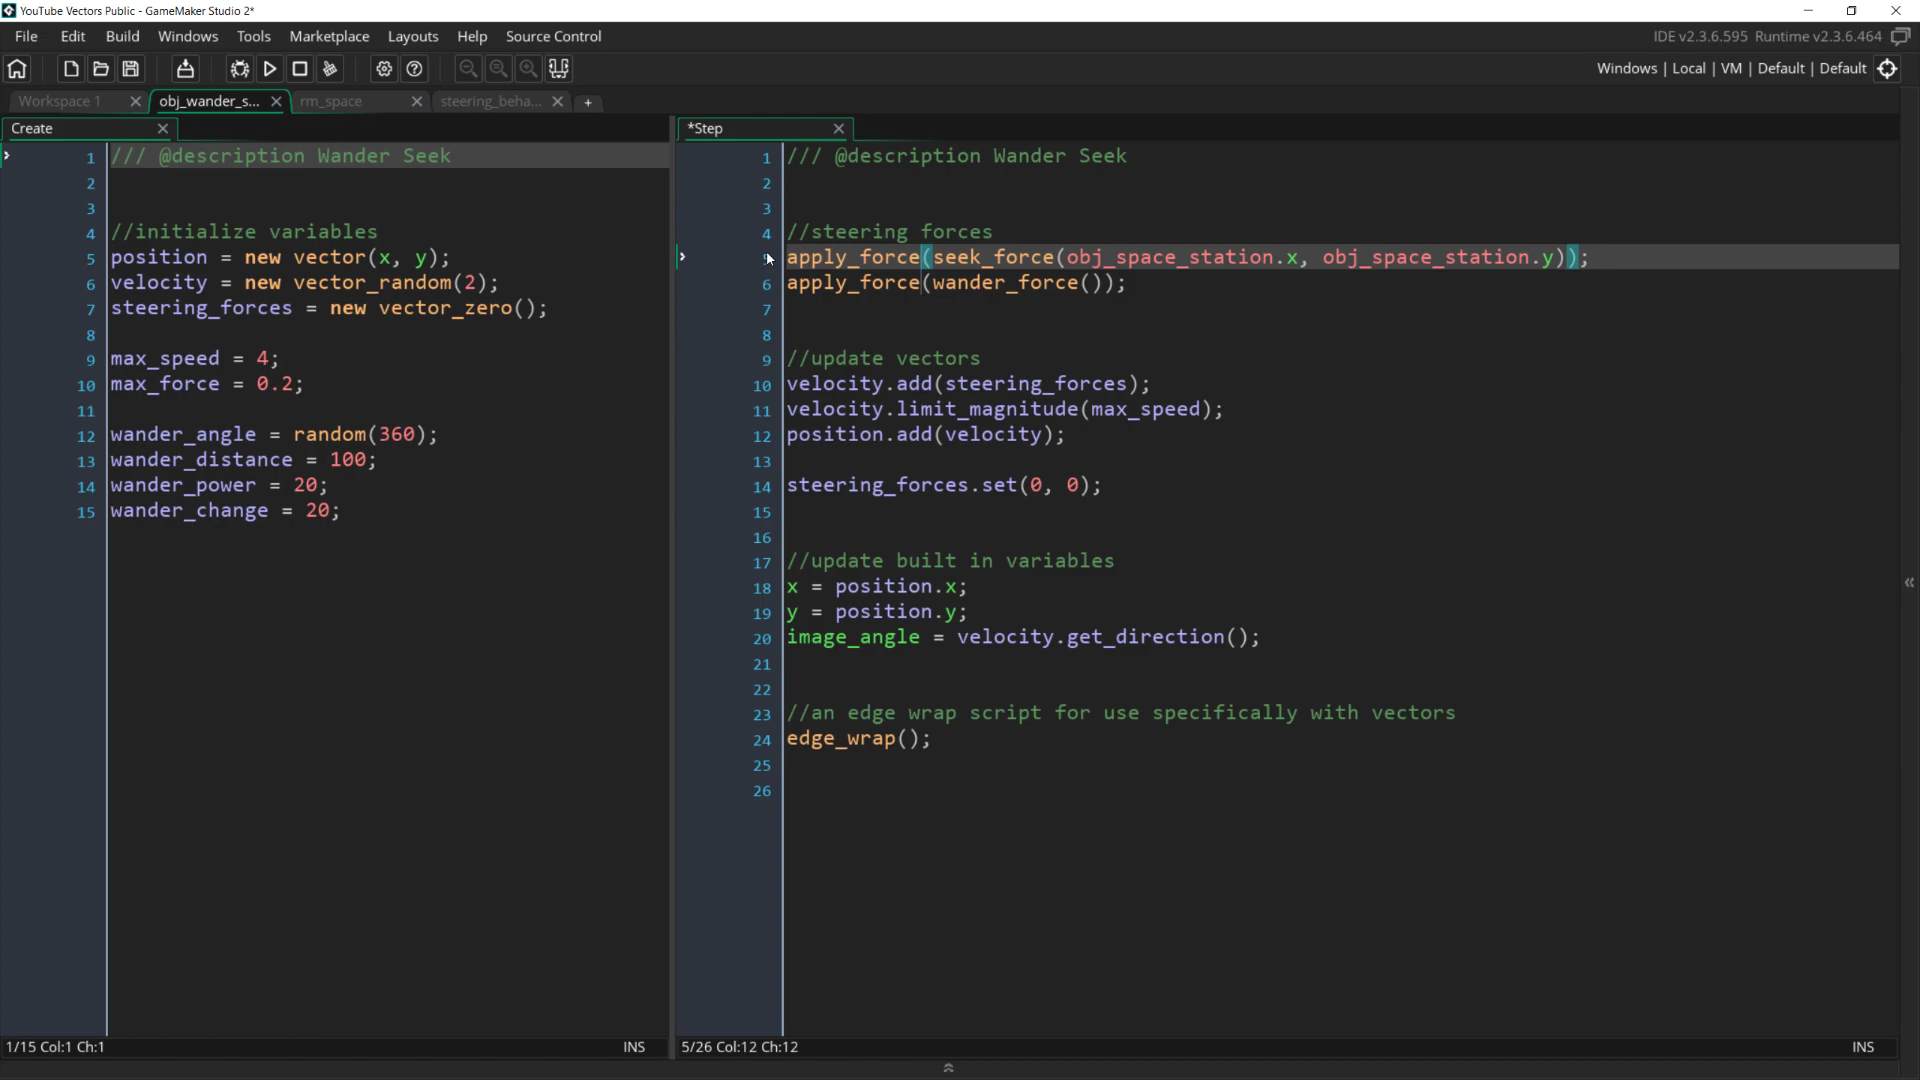 YouTube Vectors Public - GameMaker Studio 2*
File Edit Build Windows Tools Marketplace Layouts Help Source Control
IDE v2.3.6.595 Runtime v2.3.6.464
Windows | Local | VM | Default | Default
Workspace 1 obj_wander_s... rm_space steering_beha... +
Create
1 /// @description Wander Seek
2
3
4 //initialize variables
5 position = new vector(x, y);
6 velocity = new vector_random(2);
7 steering_forces = new vector_zero();
8
9 max_speed = 4;
10 max_force = 0.2;
11
12 wander_angle = random(360);
13 wander_distance = 100;
14 wander_power = 20;
15 wander_change = 20;
1/15 Col:1 Ch:1 INS
*Step
1 /// @description Wander Seek
2
3
4 //steering forces
5 apply_force(seek_force(obj_space_station.x, obj_space_station.y));
6 apply_force(wander_force());
7
8
9 //update vectors
10 velocity.add(steering_forces);
11 velocity.limit_magnitude(max_speed);
12 position.add(velocity);
13
14 steering_forces.set(0, 0);
15
16
17 //update built in variables
18 x = position.x;
19 y = position.y;
20 image_angle = velocity.get_direction();
21
22
23 //an edge wrap script for use specifically with vectors
24 edge_wrap();
25
26
5/26 Col:12 Ch:12 INS